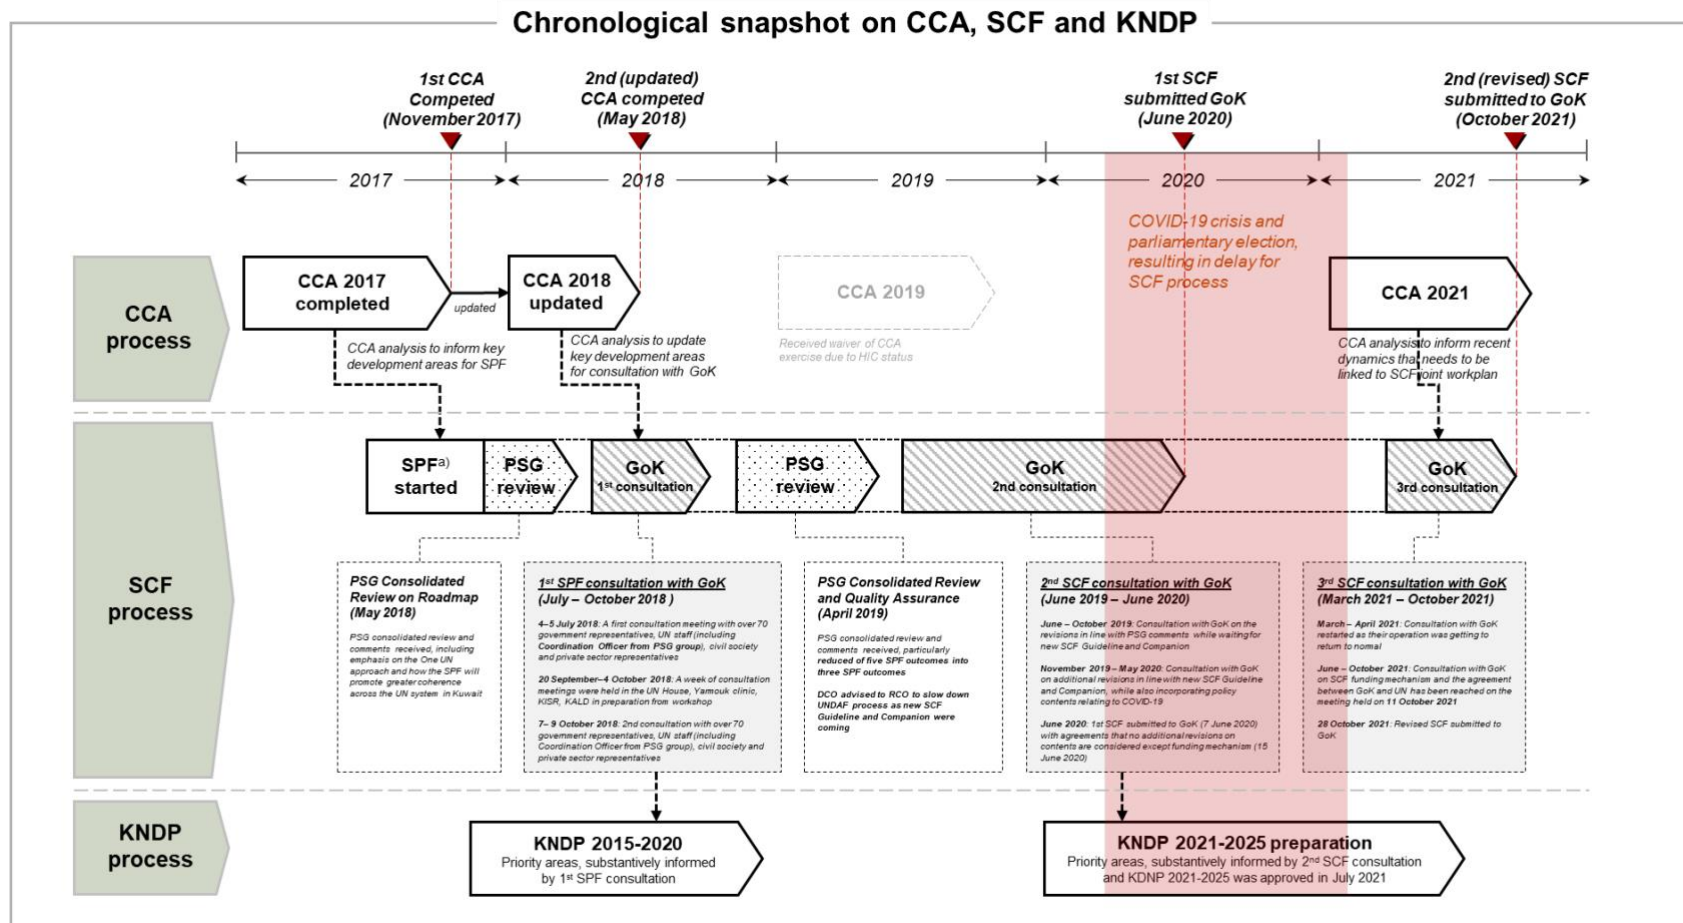 Chronological snapshot on CCA, SCF and KNDP
1st CCA
Competed
(November 2017)
2nd (updated)
CCA competed
(May 2018)
1st SCF
submitted GoK
(June 2020)
2nd (revised) SCF
submitted to GoK
(October 2021)
2017
2018
2019
2020
2021
COVID-19 crisis and
parliamentary election,
resulting in delay for
SCF process
CCA
process
CCA 2017
completed
updated
CCA 2018
updated
CCA 2019
CCA 2021
CCA analysis to inform key
development areas for SPF
CCA analysis to update
key development areas
for consultation with GoK
Received waiver of CCA
exercise due to HIC status
CCA analysis to inform recent
dynamics that needs to be
linked to SCF joint workplan
SCF
process
SPFa)
started
PSG
review
GoK
1st consultation
PSG
review
GoK
2nd consultation
GoK
3rd consultation
PSG Consolidated
Review on Roadmap
(May 2018)
PSG consolidated review and
comments received, including
emphasis on the One UN
approach and how the SPF will
promote greater coherence
across the UN system in Kuwait
1st SPF consultation with GoK
(July – October 2018 )
4–5 July 2018: A first consultation meeting with over 70
government representatives, UN staff (including
Coordination Officer from PSG group), civil society
and private sector representatives
20 September–4 October 2018: A week of consultation
meetings were held in the UN House, Yamouk clinic,
KISR, KALD in preparation from workshop
7– 9 October 2018: 2nd consultation with over 70
government representatives, UN staff (including
Coordination Officer from PSG group), civil society and
private sector representatives
PSG Consolidated Review
and Quality Assurance
(April 2019)
PSG consolidated review and
comments received, particularly
reduced of five SPF outcomes into
three SPF outcomes
DCO advised to RCO to slow down
UNDAF process as new SCF
Guideline and Companion were
coming
2nd SCF consultation with GoK
(June 2019 – June 2020)
June – October 2019: Consultation with GoK on the
revisions in line with PSG comments while waiting for
new SCF Guideline and Companion
November 2019 – May 2020: Consultation with GoK
on additional revisions in line with new SCF Guideline
and Companion, while also incorporating policy
contents relating to COVID-19
June 2020: 1st SCF submitted to GoK (7 June 2020)
with agreements that no additional revisions on
contents are considered except funding mechanism (15
June 2020)
3rd SCF consultation with GoK
(March 2021 – October 2021)
March – April 2021: Consultation with GoK
restarted as their operation was getting to
return to normal
June – October 2021: Consultation with GoK
on SCF funding mechanism and the agreement
between GoK and UN has been reached on the
meeting held on 11 October 2021
28 October 2021: Revised SCF submitted to
GoK
KNDP
process
KNDP 2015-2020
Priority areas, substantively informed
by 1st SPF consultation
KNDP 2021-2025 preparation
Priority areas, substantively informed by 2nd SCF consultation
and KDNP 2021-2025 was approved in July 2021